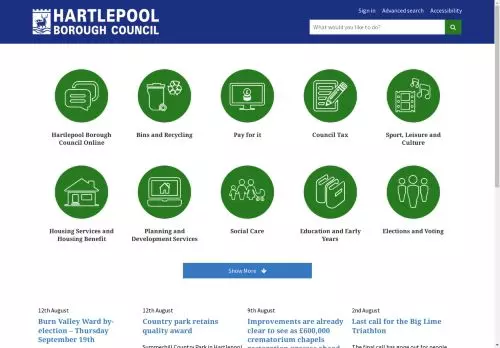 HARTLEPOOL
BOROUGH COUNCIL
Sign in Advanced search Accessibility
What would you like to do?
Hartlepool Borough
Council Online
Bins and Recycling
Pay for it
Council Tax
Sport, Leisure and
Culture
Housing Services and
Housing Benefit
Planning and
Development Services
Social Care
Education and Early
Years
Elections and Voting
Show More
12th August
Burn Valley Ward by-
election – Thursday
September 19th
12th August
Country park retains
quality award
Summerhill Country Park in Hartlepool
9th August
Improvements are already
clear to see as £600,000
crematorium chapels
2nd August
Last call for the Big Lime
Triathlon
The final call has gone out for people